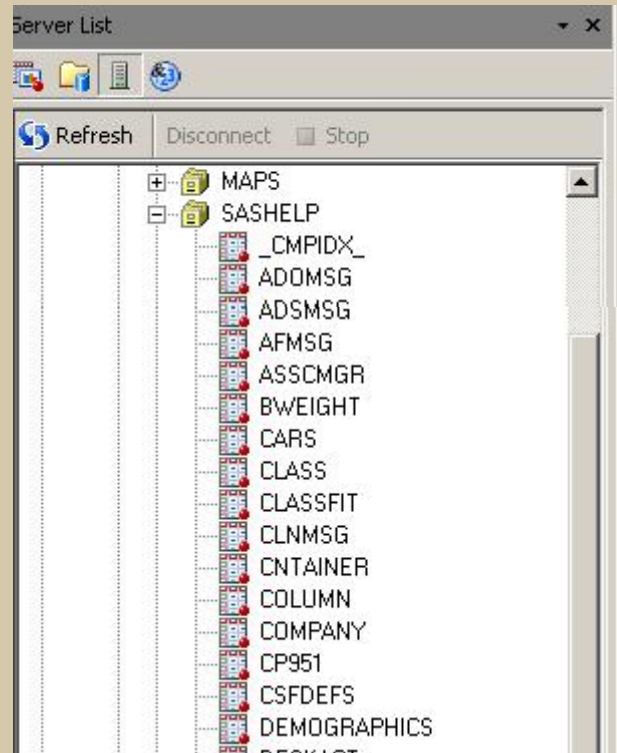 Server List
Refresh Disconnect Stop
MAPS
SASHELP
_CMPIDX_
ADOMSG
ADSMSG
AFMSG
ASSCMGR
BWEIGHT
CARS
CLASS
CLASSFIT
CLNMSG
CNTAINER
COLUMN
COMPANY
CP951
CSFDEFS
DEMOGRAPHICS